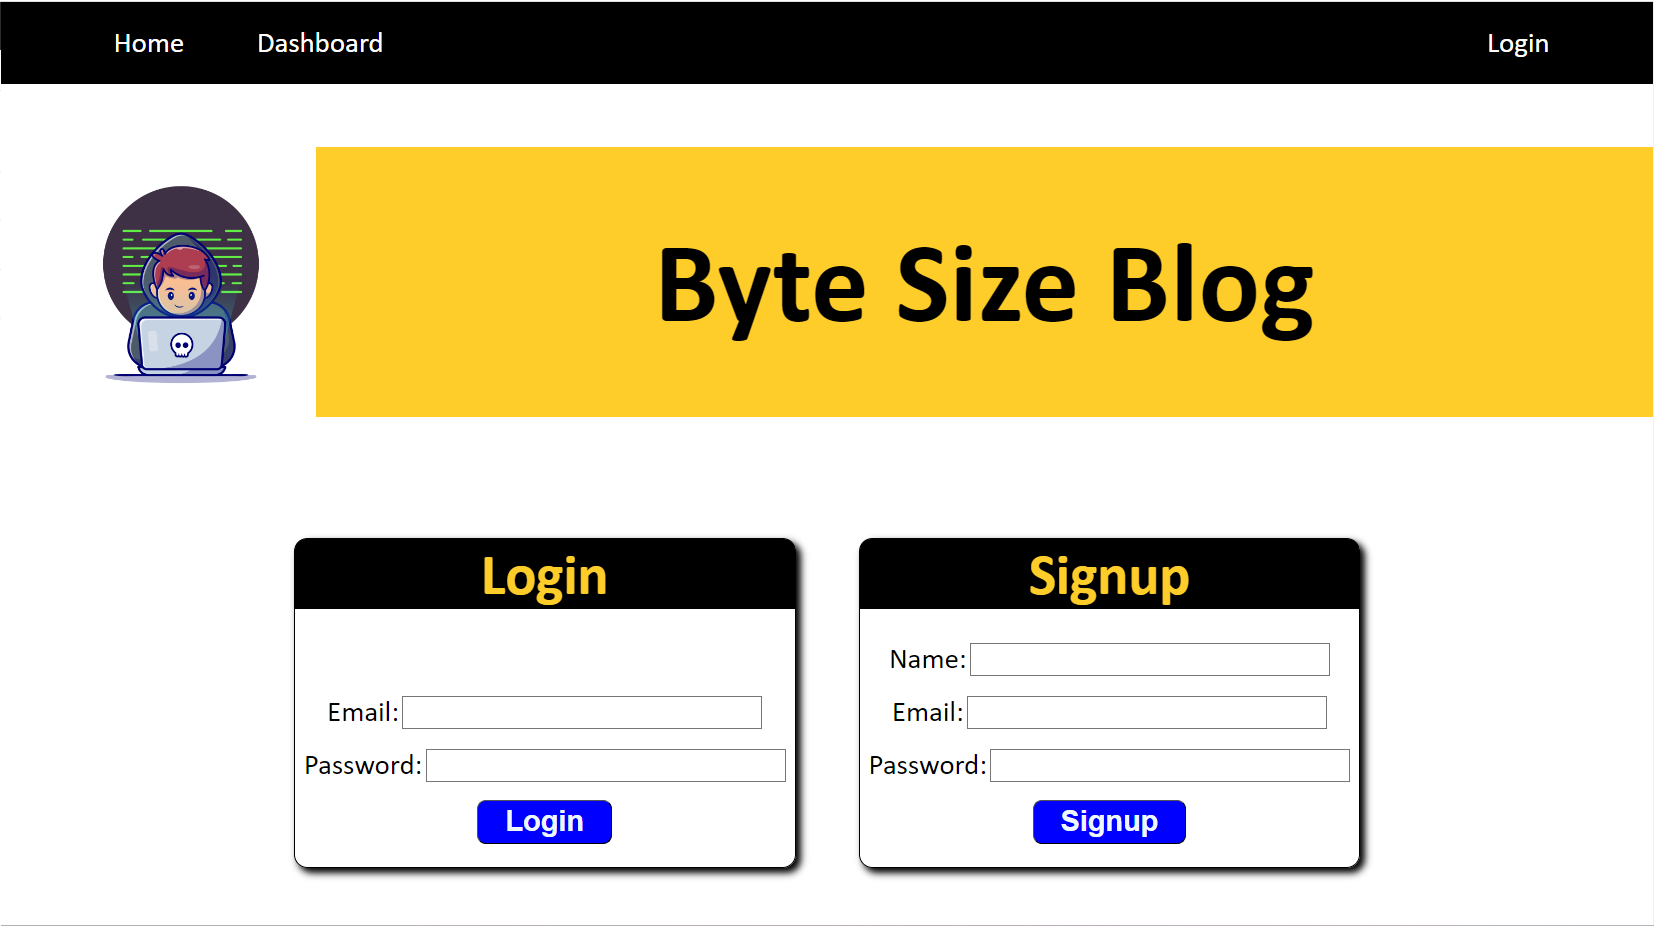 Home Dashboard Login
Byte Size Blog
Login
Email:
Password:
Login
Signup
Name:
Email:
Password:
Signup